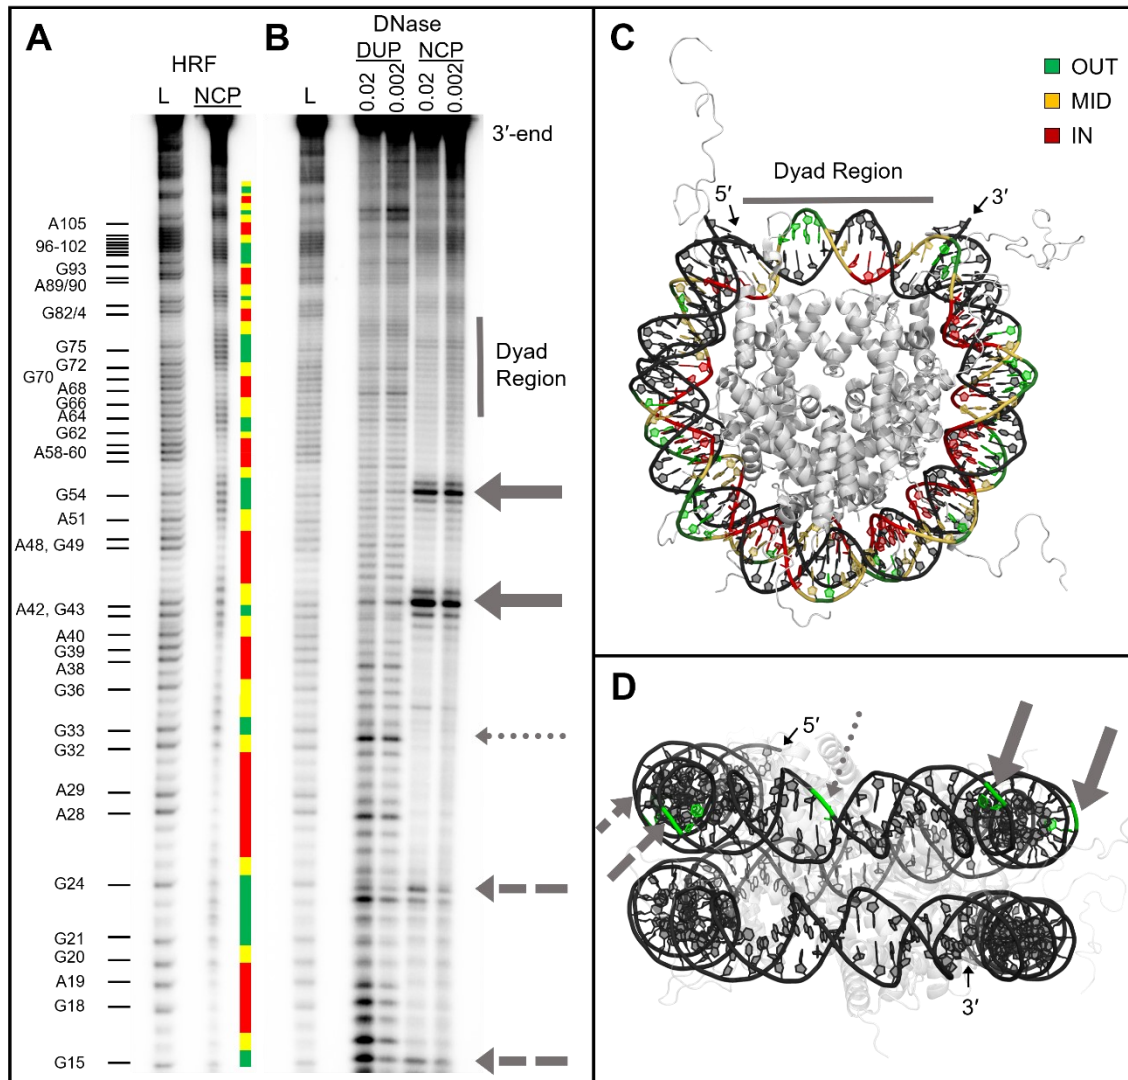 A
HRF
L NCP
B
DNase
DUP NCP
L 0.02 0.002 0.02 0.002
3′-end
A105
96-102
G93
A89/90
G82/4
G75
G72
G70
A68
G66
A64
G62
A58-60
G54
A51
A48, G49
A42, G43
A40
G39
A38
G36
G33
G32
A29
A28
G24
G21
G20
A19
G18
G15
Dyad
Region
C
OUT
MID
IN
Dyad Region
5′ 3′
D
5′
3′